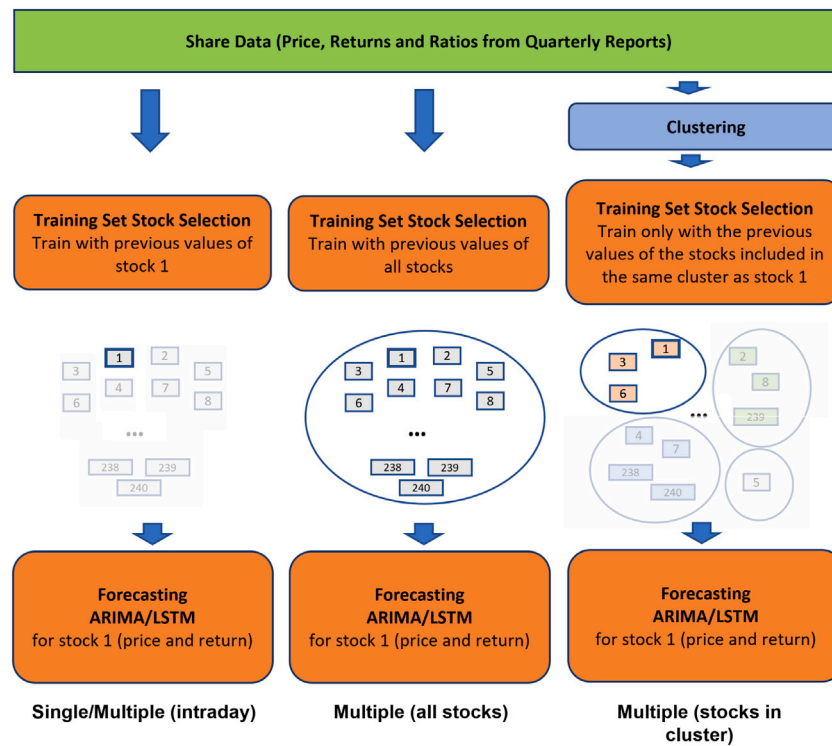 Share Data (Price, Returns and Ratios from Quarterly Reports)
Clustering
Training Set Stock Selection
Train with previous values of
stock 1
Training Set Stock Selection
Train with previous values of
all stocks
Training Set Stock Selection
Train only with the previous
values of the stocks included in
the same cluster as stock 1
1
2
3
4
7
5
6
8
...
238
239
240
1
2
3
4
7
5
6
8
...
238
239
240
1
3
6
2
8
239
...
4
7
238
240
5
Forecasting
ARIMA/LSTM
for stock 1 (price and return)
Forecasting
ARIMA/LSTM
for stock 1 (price and return)
Forecasting
ARIMA/LSTM
for stock 1 (price and return)
Single/Multiple (intraday)
Multiple (all stocks)
Multiple (stocks in
cluster)